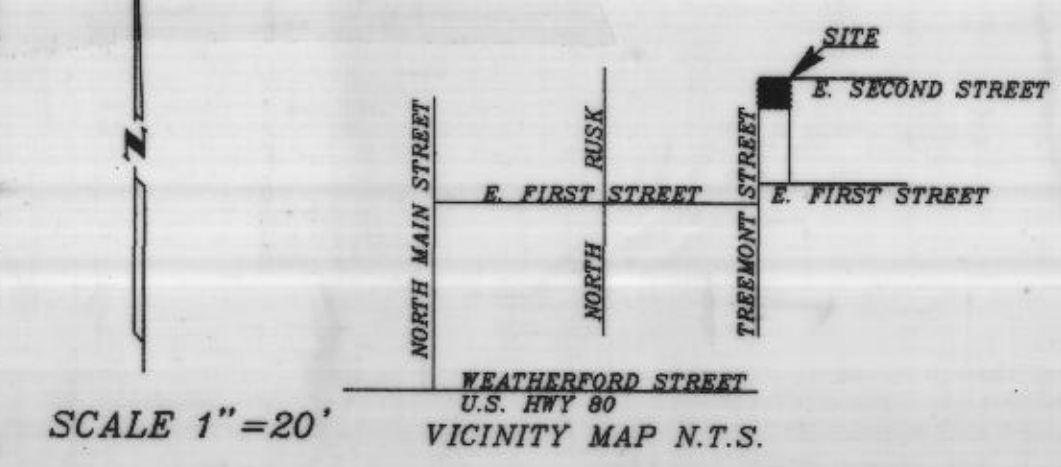 SITE
E. SECOND STREET
N
NORTH MAIN STREET
NORTH RUSK
TREEMONT STREET
E. FIRST STREET
E. FIRST STREET
WEATHERFORD STREET
U.S. HWY 80
SCALE 1"=20'
VICINITY MAP N.T.S.